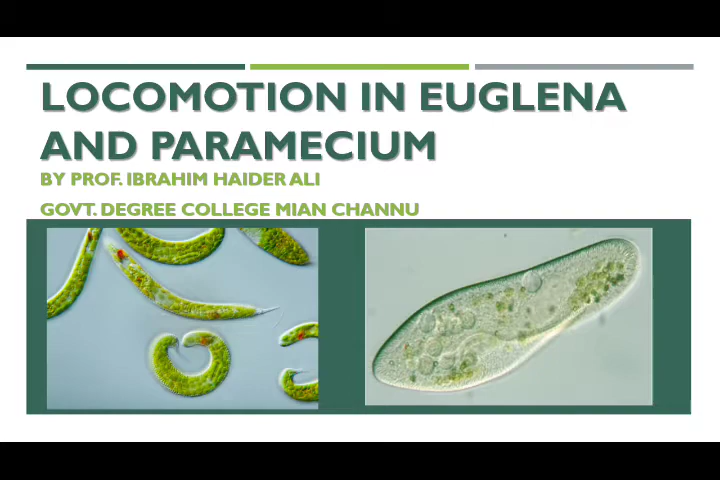 LOCOMOTION IN EUGLENA
AND PARAMECIUM
BY PROF. IBRAHIM HAIDER ALI
GOVT. DEGREE COLLEGE MIAN CHANNU